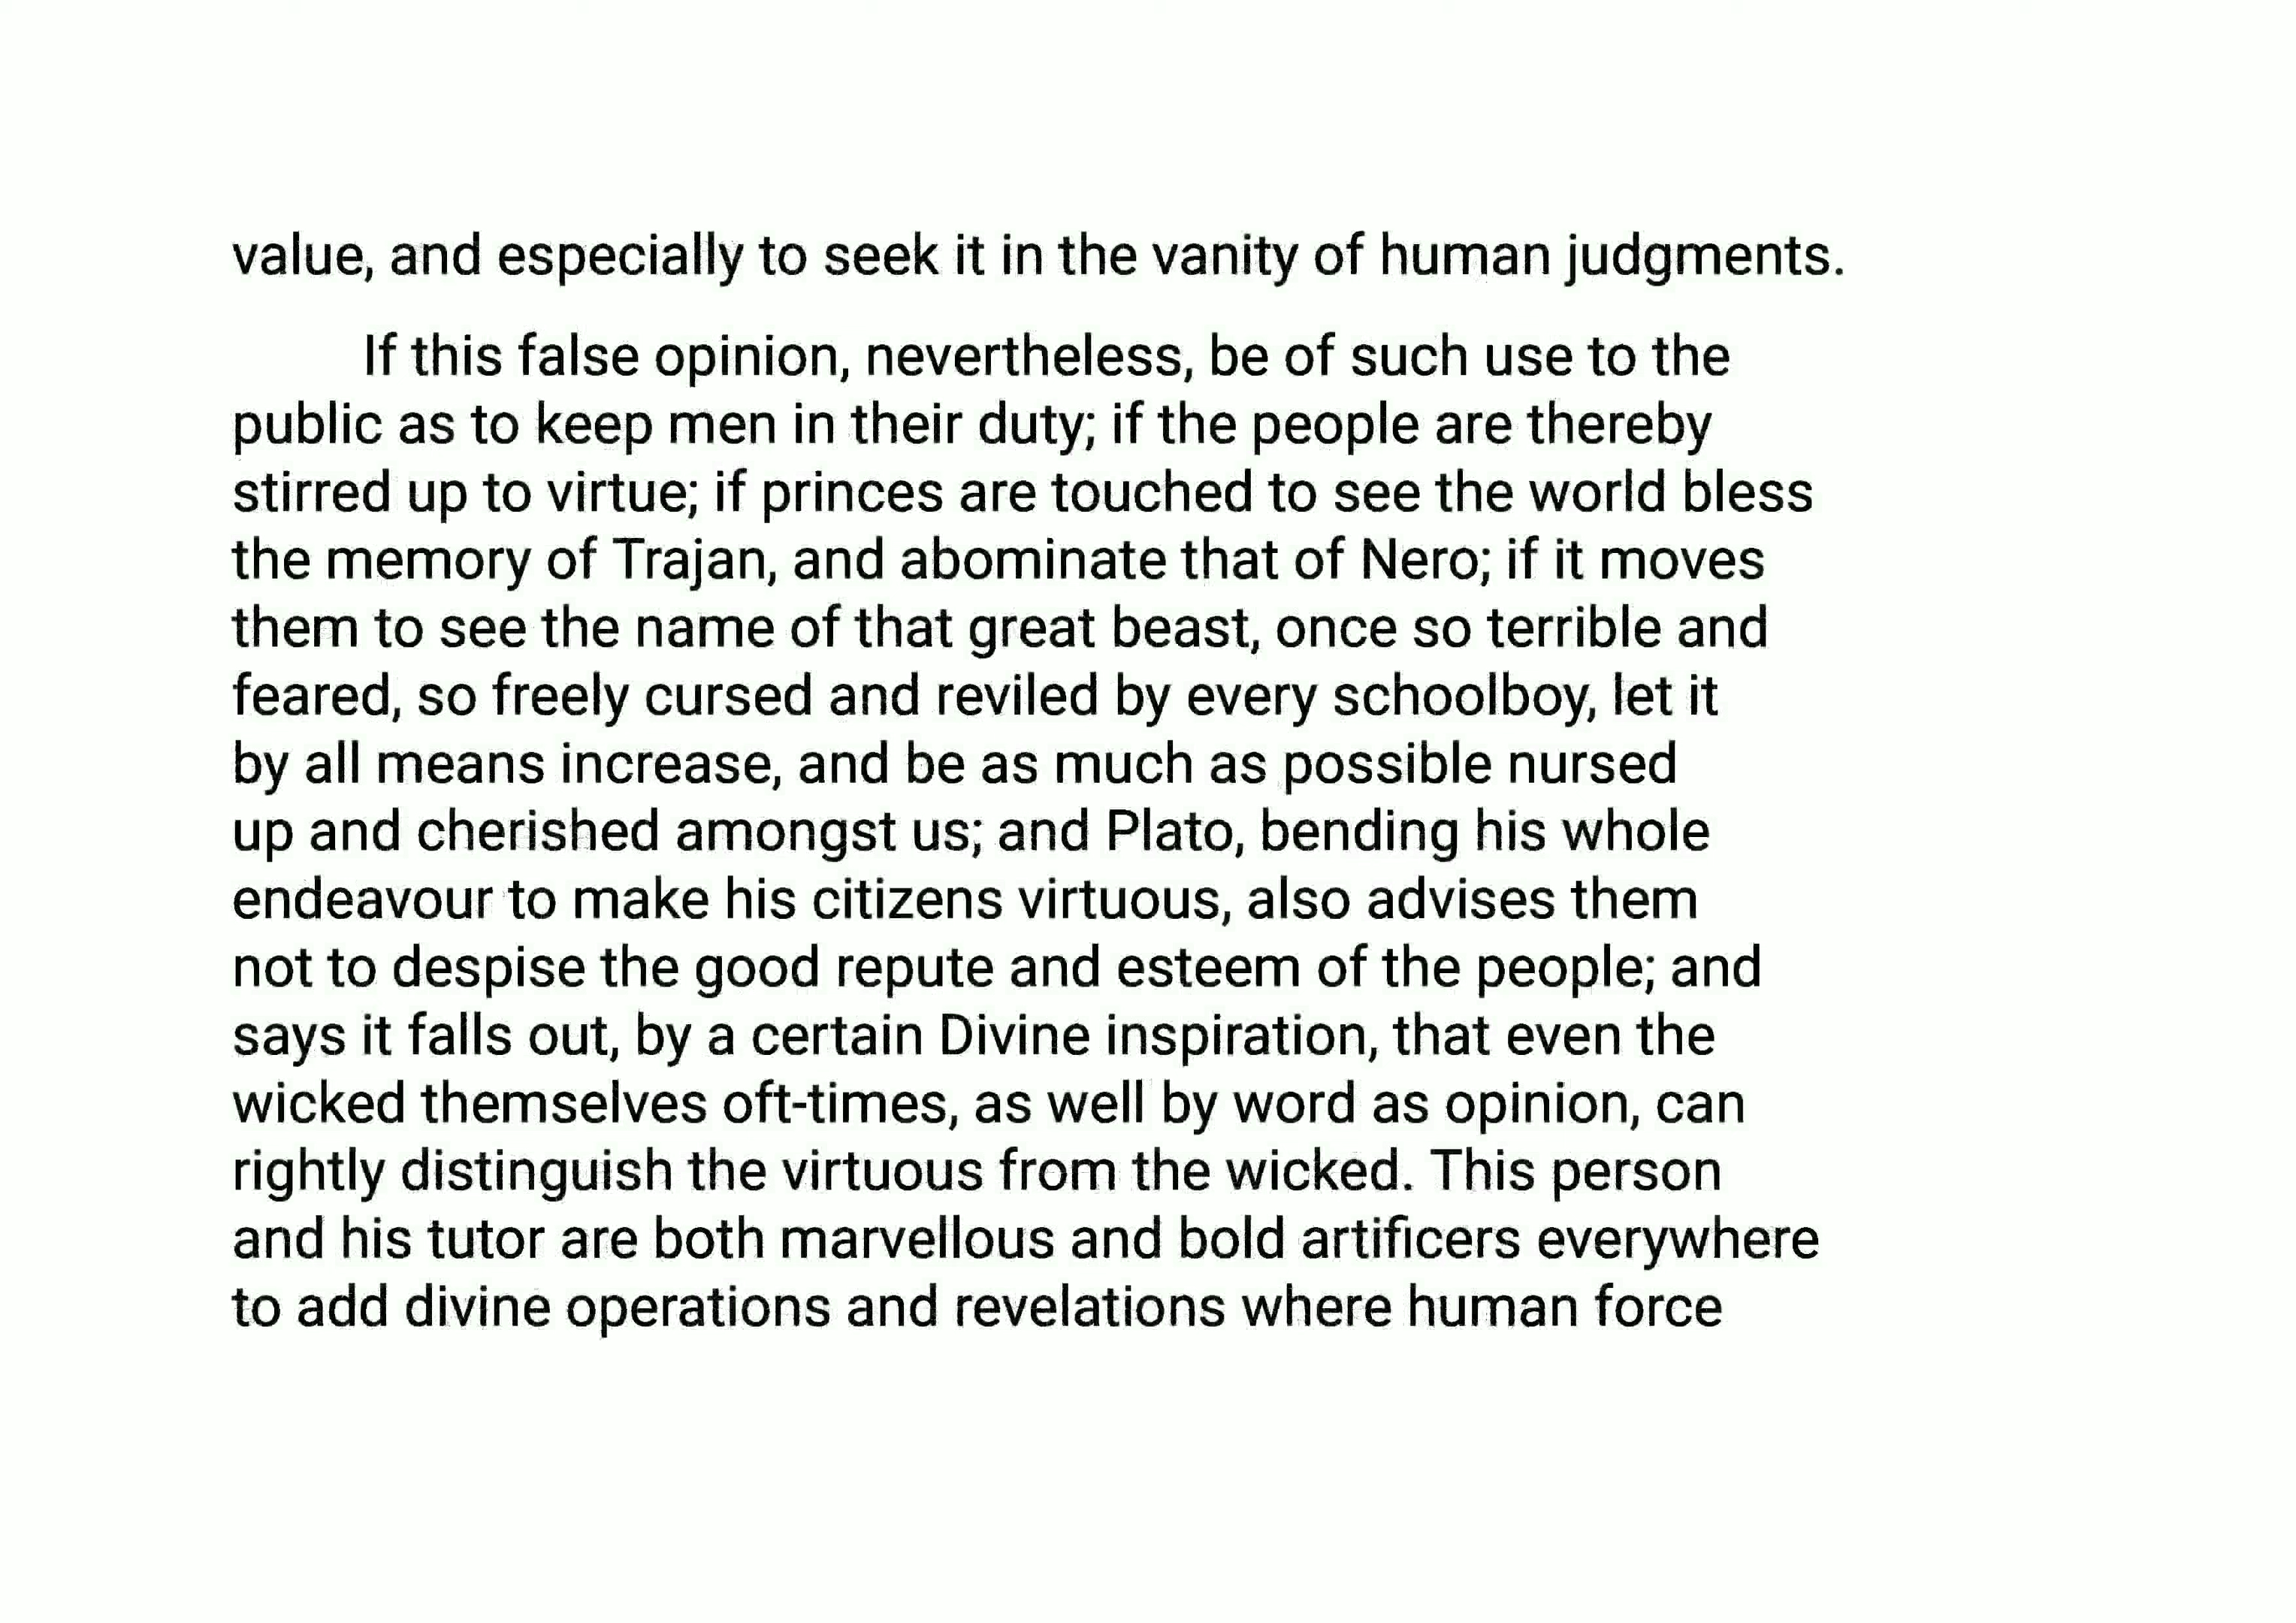 value, and especially to seek it in the vanity of human judgments.
If this false opinion, nevertheless, be of such use to the
public as to keep men in their duty; if the people are thereby
stirred up to virtue; if princes are touched to see the world bless
the memory of Trajan, and abominate that of Nero; if it moves
them to see the name of that great beast, once so terrible and
feared, so freely cursed and reviled by every schoolboy, let it
by all means increase, and be as much as possible nursed
up and cherished amongst us; and Plato, bending his whole
endeavour to make his citizens virtuous, also advises them
not to despise the good repute and esteem of the people; and
says it falls out, by a certain Divine inspiration, that even the
wicked themselves oft-times, as well by word as opinion, can
rightly distinguish the virtuous from the wicked. This person
and his tutor are both marvellous and bold artificers everywhere
to add divine operations and revelations where human force